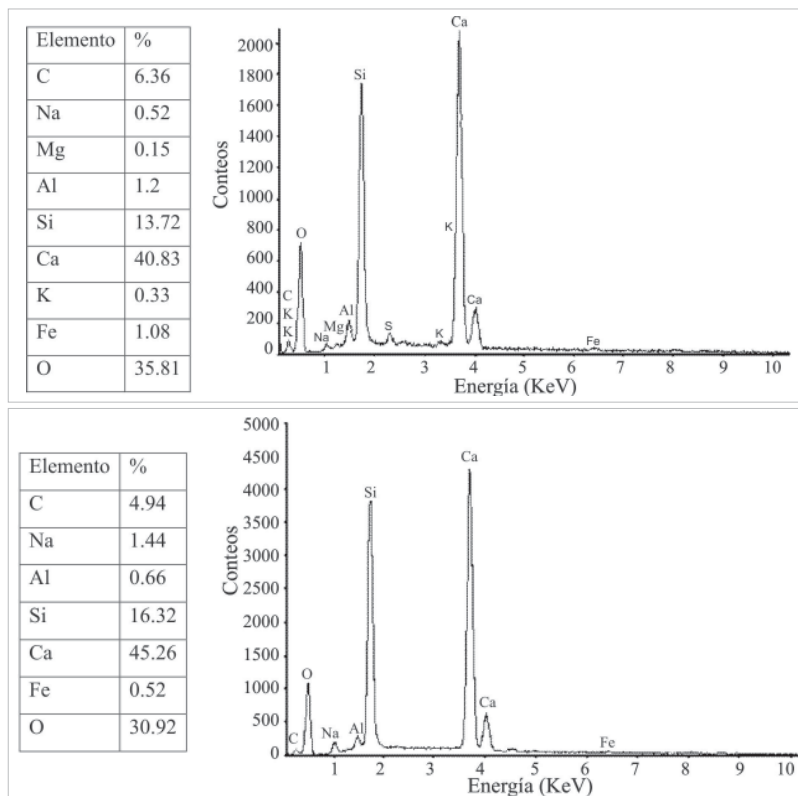 Elemento %
C 6.36
Na 0.52
Mg 0.15
Al 1.2
Si 13.72
Ca 40.83
K 0.33
Fe 1.08
O 35.81
Conteos
2000
1800
1600
1400
1200
1000
800
600
400
200
0
Ca
Si
K
O
C
K
K
Na
Mg
Al
S
K
Ca
Fe
1 2 3 4 5 6 7 8 9 10
Energía (KeV)
Elemento %
C 4.94
Na 1.44
Al 0.66
Si 16.32
Ca 45.26
Fe 0.52
O 30.92
Conteos
5000
4500
4000
3500
3000
2500
2000
1500
1000
500
0
Ca
Si
O
Ca
C
Na
Al
Fe
1 2 3 4 5 6 7 8 9 10
Energía (KeV)